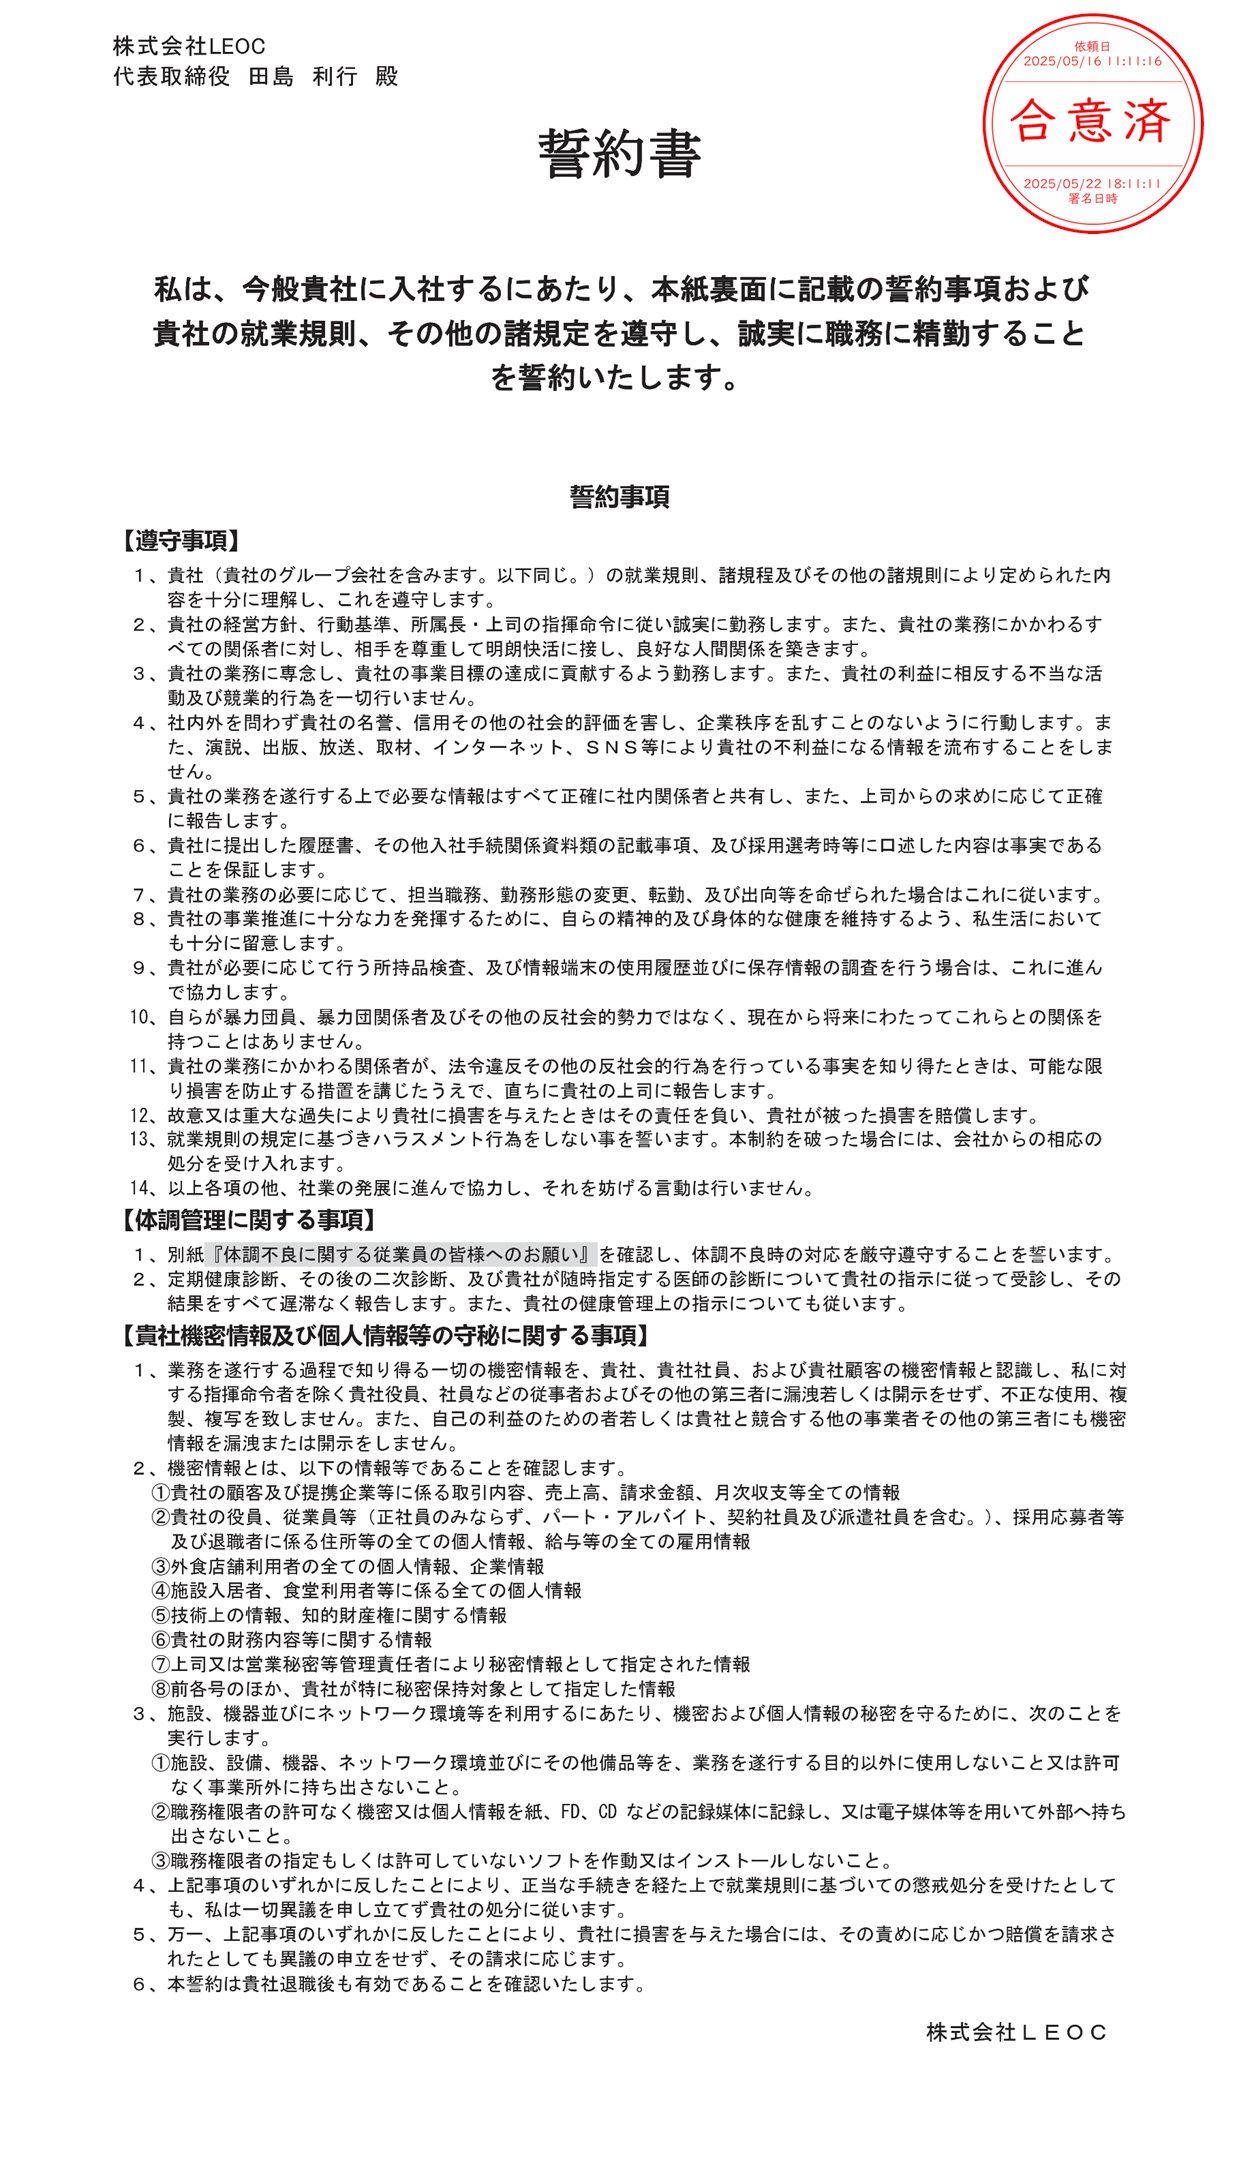 株式会社LEOC
代表取締役 田島 利行 殿
依頼日
2025/05/16 11:11:16
合意済
2025/05/22 18:11:11
署名日時
誓約書
私は、今般貴社に入社するにあたり、本紙裏面に記載の誓約事項および
貴社の就業規則、その他の諸規定を遵守し、誠実に職務に精勤すること
を誓約いたします。
誓約事項
【遵守事項】
1、貴社（貴社のグループ会社を含みます。以下同じ。）の就業規則、諸規程及びその他の諸規則により定められた内
容を十分に理解し、これを遵守します。
2、貴社の経営方針、行動基準、所属長・上司の指揮命令に従い誠実に勤務します。また、貴社の業務にかかわるす
べての関係者に対し、相手を尊重して明朗快活に接し、良好な人間関係を築きます。
3、貴社の業務に専念し、貴社の事業目標の達成に貢献するよう勤務します。また、貴社の利益に相反する不当な活
動及び競業的行為を一切行いません。
4、社内外を問わず貴社の名誉、信用その他の社会的評価を害し、企業秩序を乱すことのないように行動します。ま
た、演説、出版、放送、取材、インターネット、ＳＮＳ等により貴社の不利益になる情報を流布することをしま
せん。
5、貴社の業務を遂行する上で必要な情報はすべて正確に社内関係者と共有し、また、上司からの求めに応じて正確
に報告します。
6、貴社に提出した履歴書、その他入社手続関係資料類の記載事項、及び採用選考時等に口述した内容は事実である
ことを保証します。
7、貴社の業務の必要に応じて、担当職務、勤務形態の変更、転勤、及び出向等を命ぜられた場合はこれに従います。
8、貴社の事業推進に十分な力を発揮するために、自らの精神的及び身体的な健康を維持するよう、私生活において
も十分に留意します。
9、貴社が必要に応じて行う所持品検査、及び情報端末の使用履歴並びに保存情報の調査を行う場合は、これに進ん
で協力します。
10、自らが暴力団員、暴力団関係者及びその他の反社会的勢力ではなく、現在から将来にわたってこれらとの関係を
持つことはありません。
11、貴社の業務にかかわる関係者が、法令違反その他の反社会的行為を行っている事実を知り得たときは、可能な限
り損害を防止する措置を講じたうえで、直ちに貴社の上司に報告します。
12、故意又は重大な過失により貴社に損害を与えたときはその責任を負い、貴社が被った損害を賠償します。
13、就業規則の規定に基づきハラスメント行為をしない事を誓います。本制約を破った場合には、会社からの相応の
処分を受け入れます。
14、以上各項の他、社業の発展に進んで協力し、それを妨げる言動は行いません。
【体調管理に関する事項】
1、別紙『体調不良に関する従業員の皆様へのお願い』を確認し、体調不良時の対応を厳守遵守することを誓います。
2、定期健康診断、その後の二次診断、及び貴社が随時指定する医師の診断について貴社の指示に従って受診し、その
結果をすべて遅滞なく報告します。また、貴社の健康管理上の指示についても従います。
【貴社機密情報及び個人情報等の守秘に関する事項】
1、業務を遂行する過程で知り得る一切の機密情報を、貴社、貴社社員、および貴社顧客の機密情報と認識し、私に対
する指揮命令者を除く貴社役員、社員などの従事者およびその他の第三者に漏洩若しくは開示をせず、不正な使用、複
製、複写を致しません。また、自己の利益のための者若しくは貴社と競合する他の事業者その他の第三者にも機密
情報を漏洩または開示をしません。
2、機密情報とは、以下の情報等であることを確認します。
①貴社の顧客及び提携企業等に係る取引内容、売上高、請求金額、月次収支等全ての情報
②貴社の役員、従業員等（正社員のみならず、パート・アルバイト、契約社員及び派遣社員を含む。）、採用応募者等
及び退職者に係る住所等の全ての個人情報、給与等の全ての雇用情報
③外食店舗利用者の全ての個人情報、企業情報
④施設入居者、食堂利用者等に係る全ての個人情報
⑤技術上の情報、知的財産権に関する情報
⑥貴社の財務内容等に関する情報
⑦上司又は営業秘密等管理責任者により秘密情報として指定された情報
⑧前各号のほか、貴社が特に秘密保持対象として指定した情報
3、施設、機器並びにネットワーク環境等を利用するにあたり、機密および個人情報の秘密を守るために、次のことを
実行します。
①施設、設備、機器、ネットワーク環境並びにその他備品等を、業務を遂行する目的以外に使用しないこと又は許可
なく事業所外に持ち出さないこと。
②職務権限者の許可なく機密又は個人情報を紙、FD、CD などの記録媒体に記録し、又は電子媒体等を用いて外部へ持ち
出さないこと。
③職務権限者の指定もしくは許可していないソフトを作動又はインストールしないこと。
4、上記事項のいずれかに反したことにより、正当な手続きを経た上で就業規則に基づいての懲戒処分を受けたとして
も、私は一切異議を申し立てず貴社の処分に従います。
5、万一、上記事項のいずれかに反したことにより、貴社に損害を与えた場合には、その責めに応じかつ賠償を請求さ
れたとしても異議の申立をせず、その請求に応じます。
6、本誓約は貴社退職後も有効であることを確認いたします。
株式会社ＬＥＯＣ